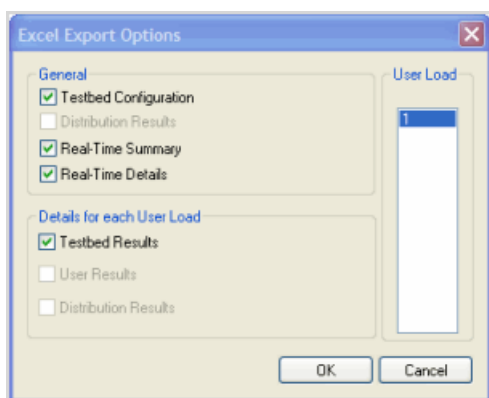 Excel Export Options
General
Testbed Configuration
Distribution Results
Real-Time Summary
Real-Time Details
Details for each User Load
Testbed Results
User Results
Distribution Results
User Load
1
OK
Cancel